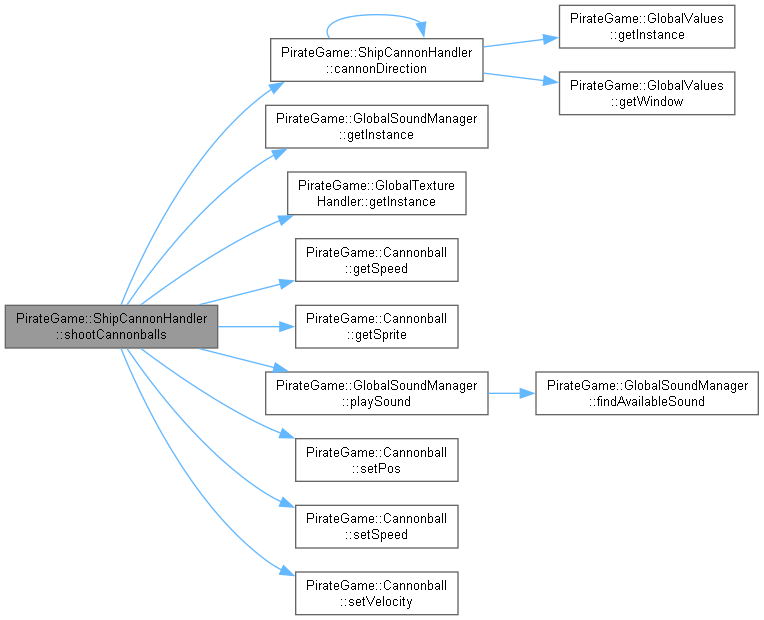 PirateGame::ShipCannonHandler
::shootCannonballs
PirateGame::ShipCannonHandler
::cannonDirection
PirateGame::GlobalValues
::getInstance
PirateGame::GlobalValues
::getWindow
PirateGame::GlobalSoundManager
::getInstance
PirateGame::GlobalTexture
Handler::getInstance
PirateGame::Cannonball
::getSpeed
PirateGame::Cannonball
::getSprite
PirateGame::GlobalSoundManager
::playSound
PirateGame::GlobalSoundManager
::findAvailableSound
PirateGame::Cannonball
::setPos
PirateGame::Cannonball
::setSpeed
PirateGame::Cannonball
::setVelocity